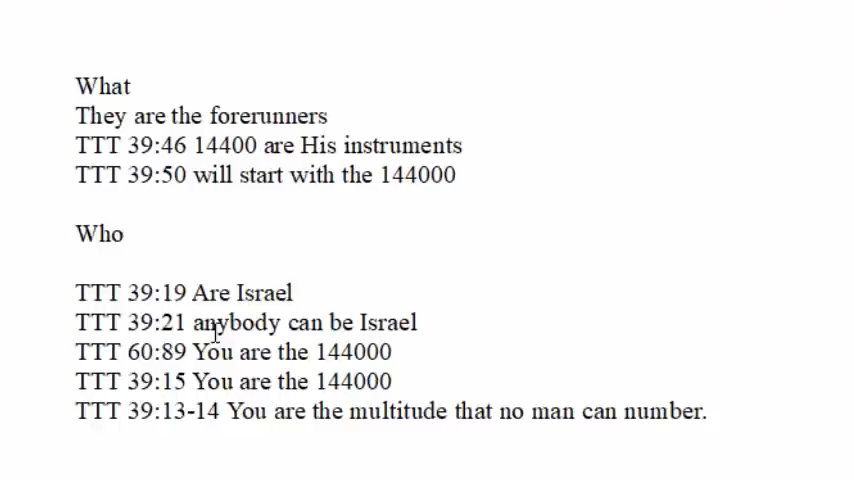 What
They are the forerunners
TTT 39:46 14400 are His instruments
TTT 39:50 will start with the 144000
Who
TTT 39:19 Are Israel
TTT 39:21 anybody can be Israel
TTT 60:89 You are the 144000
TTT 39:15 You are the 144000
TTT 39:13-14 You are the multitude that no man can number.